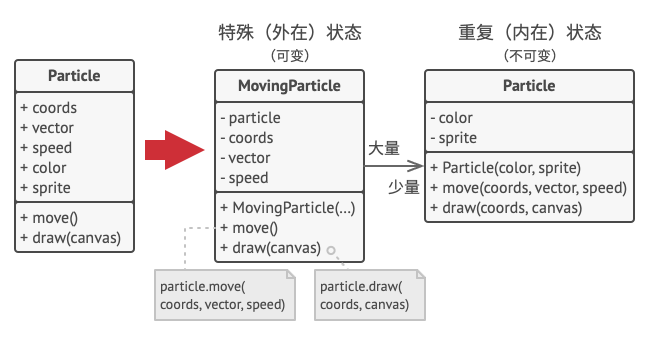 特殊（外在）状态
（可变）
重复（内在）状态
（不可变）
Particle
+ coords
+ vector
+ speed
+ color
+ sprite
+ move()
+ draw(canvas)
MovingParticle
- particle
- coords
- vector
- speed
+ MovingParticle(...)
+ move()
+ draw(canvas)
particle.move(
coords, vector, speed)
particle.draw(
coords, canvas)
大量
少量
Particle
- color
- sprite
+ Particle(color, sprite)
+ move(coords, vector, speed)
+ draw(coords, canvas)